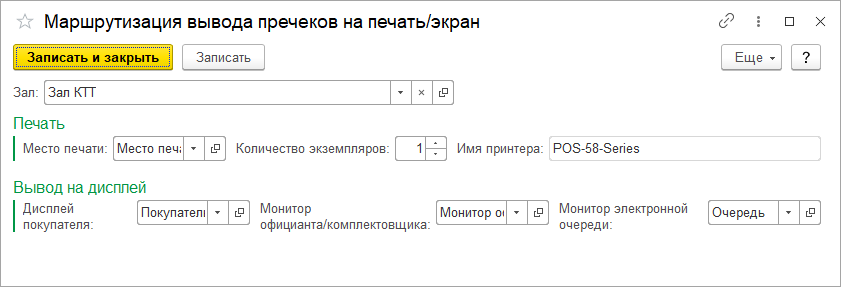 Маршрутизация вывода пречеков на печать/экран
Записать и закрыть Записать Еще ?
Зал: Зал КТТ
Печать
Место печати: Место печа Количество экземпляров: 1 Имя принтера: POS-58-Series
Вывод на дисплей
Дисплей покупателя: Покупател Монитор официанта/комплектовщика: Монитор о Монитор электронной очереди: Очередь